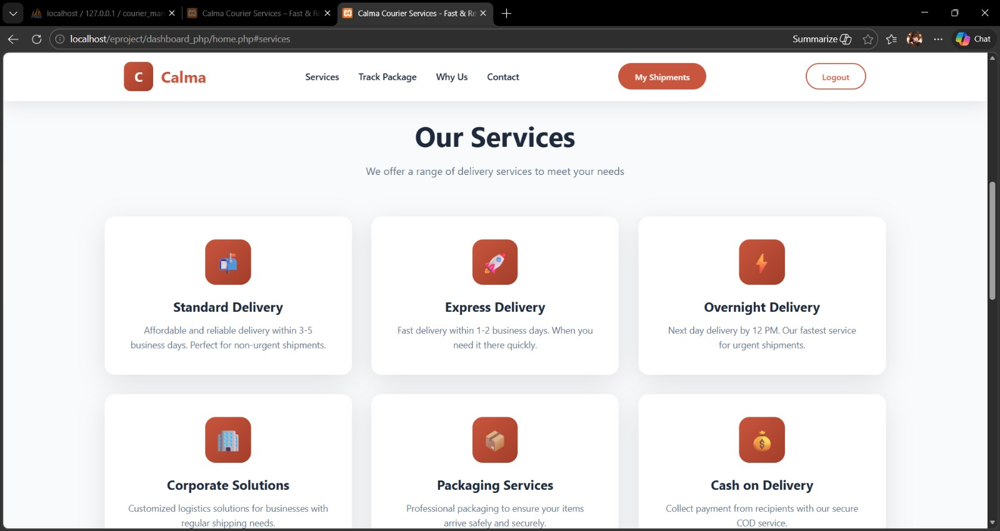 localhost / 127.0.0.1 / courier_man
Calma Courier Services – Fast & Re
Calma Courier Services - Fast & Re
localhost/eproject/dashboard_php/home.php#services
Summarize
Chat
C
Calma
Services
Track Package
Why Us
Contact
My Shipments
Logout
Our Services
We offer a range of delivery services to meet your needs
Standard Delivery
Affordable and reliable delivery within 3-5
business days. Perfect for non-urgent shipments.
Express Delivery
Fast delivery within 1-2 business days. When you
need it there quickly.
Overnight Delivery
Next day delivery by 12 PM. Our fastest service
for urgent shipments.
Corporate Solutions
Customized logistics solutions for businesses with
regular shipping needs.
Packaging Services
Professional packaging to ensure your items
arrive safely and securely.
Cash on Delivery
Collect payment from recipients with our secure
COD service.